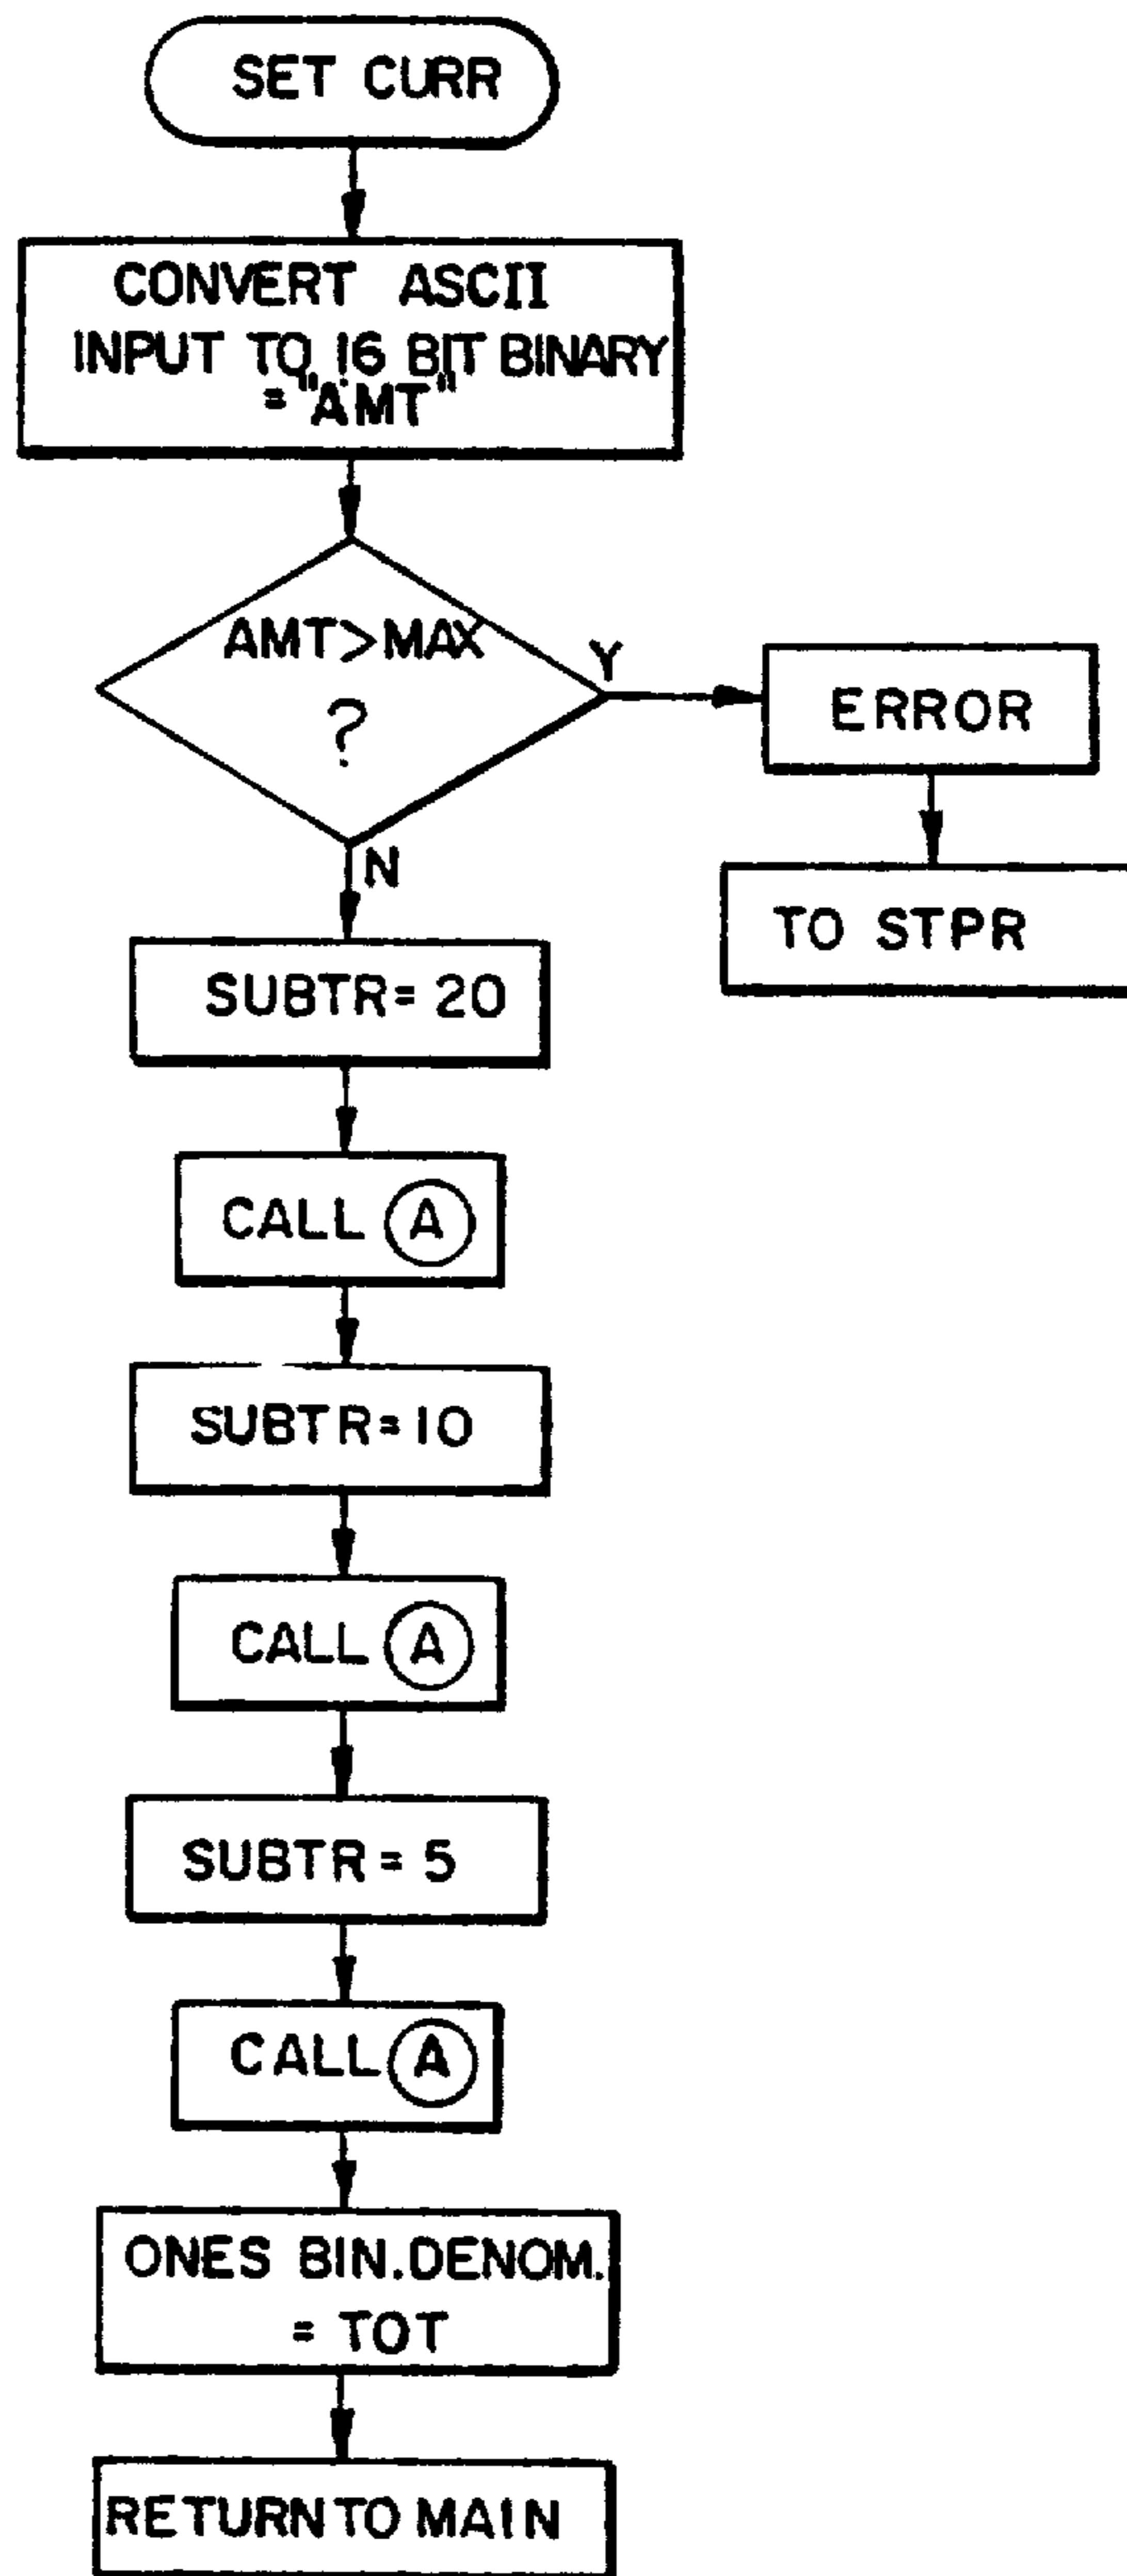 SET CURR
CONVERT ASCII
INPUT TO 16 BIT BINARY
= "AMT"
AMT>MAX
?
Y
ERROR
TO STPR
N
SUBTR= 20
CALL A
SUBTR=10
CALL A
SUBTR= 5
CALL A
ONES BIN.DENOM.
= TOT
RETURN TO MAIN